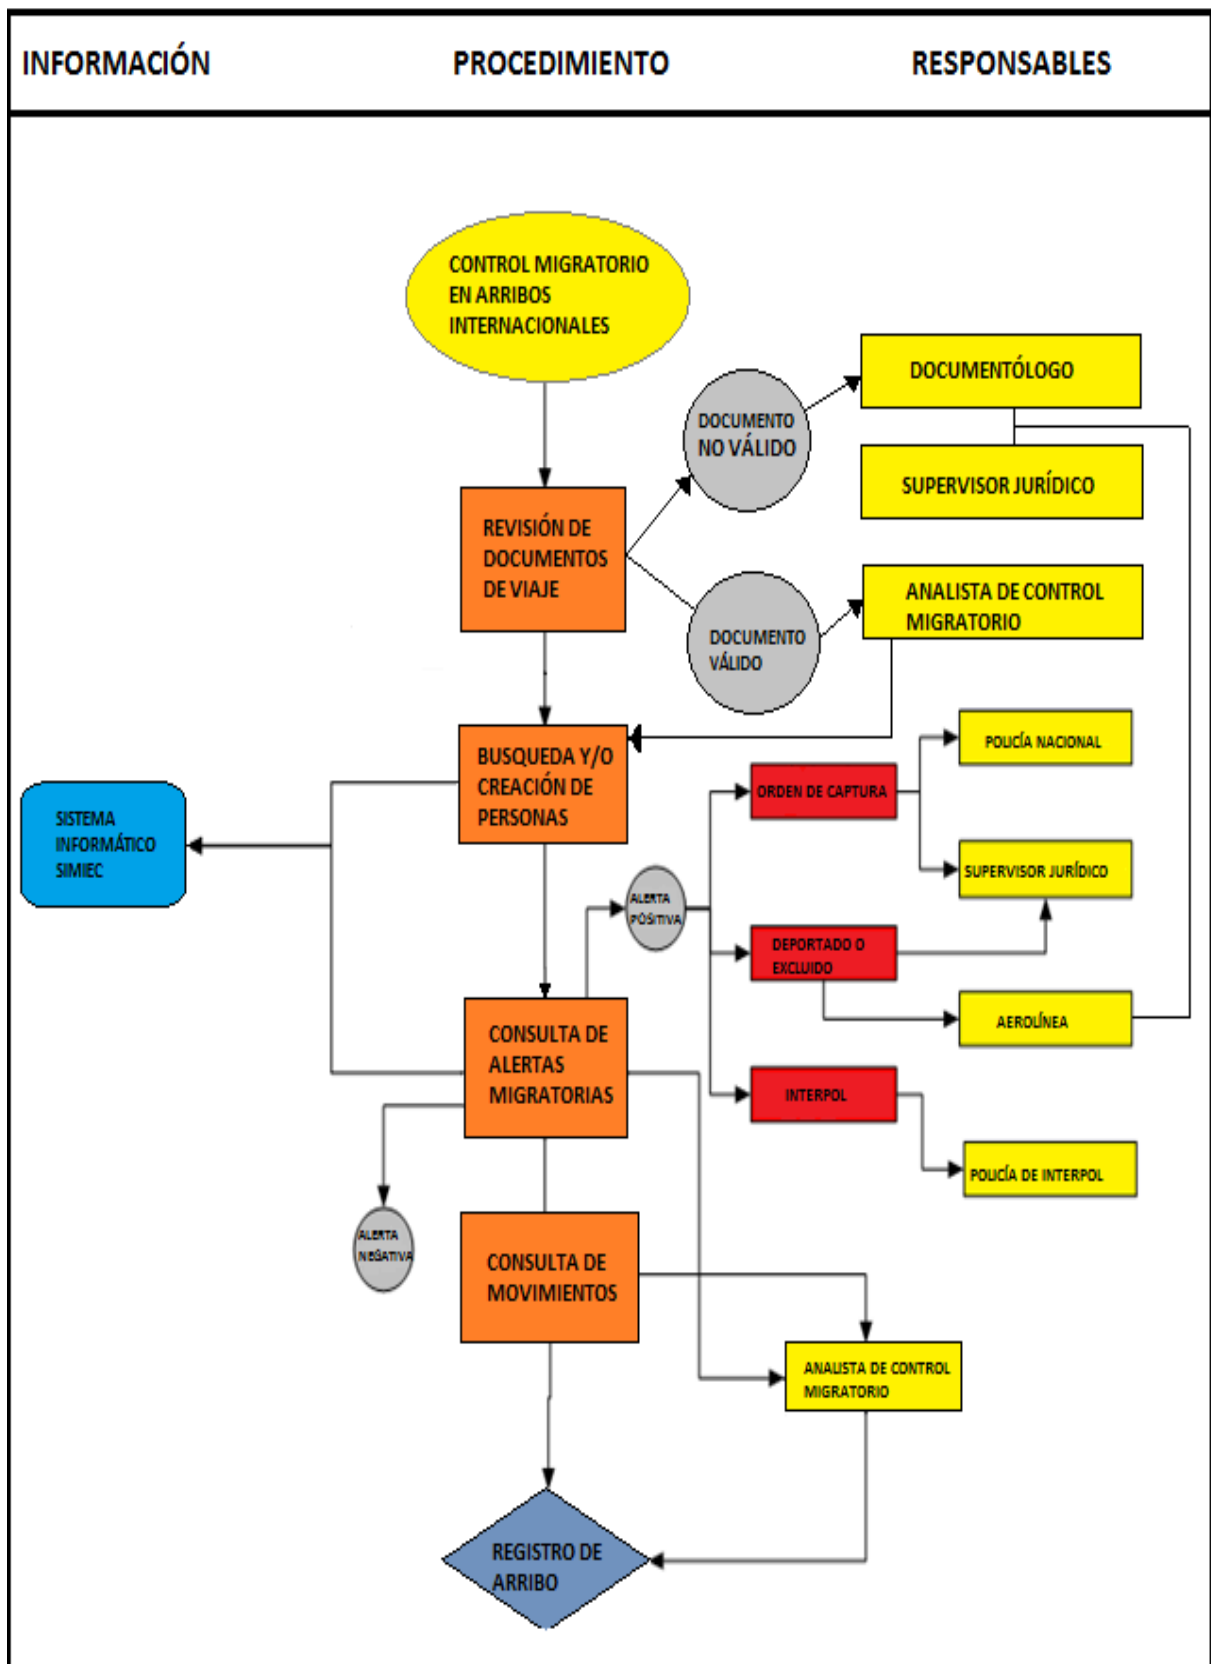 INFORMACIÓN
PROCEDIMIENTO
RESPONSABLES
CONTROL MIGRATORIO
EN ARRIBOS
INTERNACIONALES
DOCUMENTO
NO VÁLIDO
DOCUMENTÓLOGO
SUPERVISOR JURÍDICO
REVISIÓN DE
DOCUMENTOS
DE VIAJE
DOCUMENTO
VÁLIDO
ANALISTA DE CONTROL
MIGRATORIO
BUSQUEDA Y/O
CREACIÓN DE
PERSONAS
SISTEMA
INFORMÁTICO
SIMIEC
POLICÍA NACIONAL
ORDEN DE CAPTURA
SUPERVISOR JURÍDICO
ALERTA
PÓSITIVA
DEPORTADO O
EXCLUIDO
AEROLÍNEA
CONSULTA DE
ALERTAS
MIGRATORIAS
INTERPOL
POLICÍA DE INTERPOL
ALERTA
NEGATIVA
CONSULTA DE
MOVIMIENTOS
ANALISTA DE CONTROL
MIGRATORIO
REGISTRO DE
ARRIBO